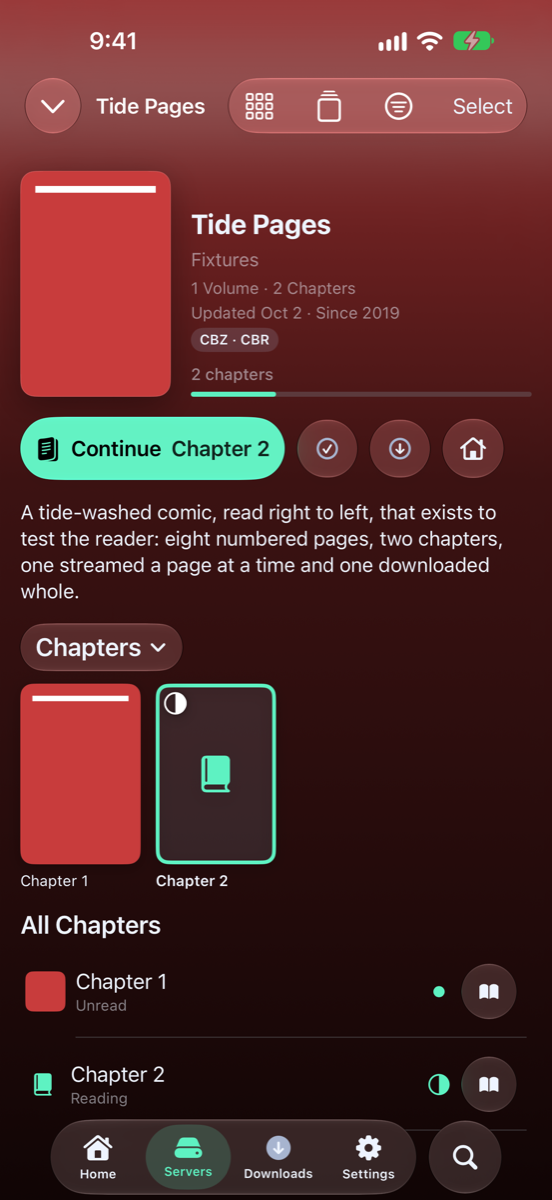 9:41
Tide Pages
Select
Tide Pages
Fixtures
1 Volume · 2 Chapters
Updated Oct 2 · Since 2019
CBZ · CBR
2 chapters
Continue Chapter 2
A tide-washed comic, read right to left, that exists to
test the reader: eight numbered pages, two chapters,
one streamed a page at a time and one downloaded
whole.
Chapters
Chapter 1
Chapter 2
All Chapters
Chapter 1
Unread
Chapter 2
Reading
Home
Servers
Downloads
Settings